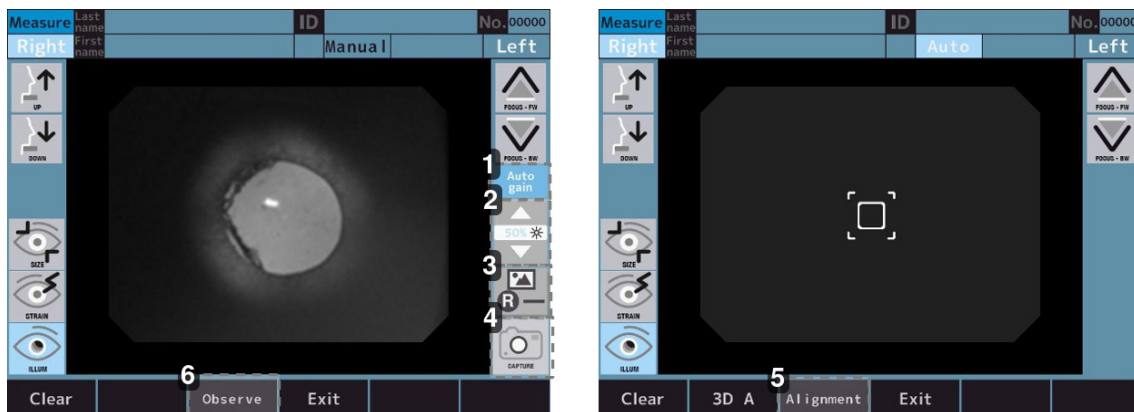 Measure Last name ID No. 00000
Right First name Manual Left
UP
DOWN
SIZE
STRAIN
ILLUM
FOCUS - FW
FOCUS - BW
1
Auto gain
2
50%
3
R
4
CAPTURE
6
Clear Observe Exit
Measure Last name ID No. 00000
Right First name Auto Left
UP
DOWN
SIZE
STRAIN
ILLUM
FOCUS - FW
FOCUS - BW
5
Clear 3D A Alignment Exit